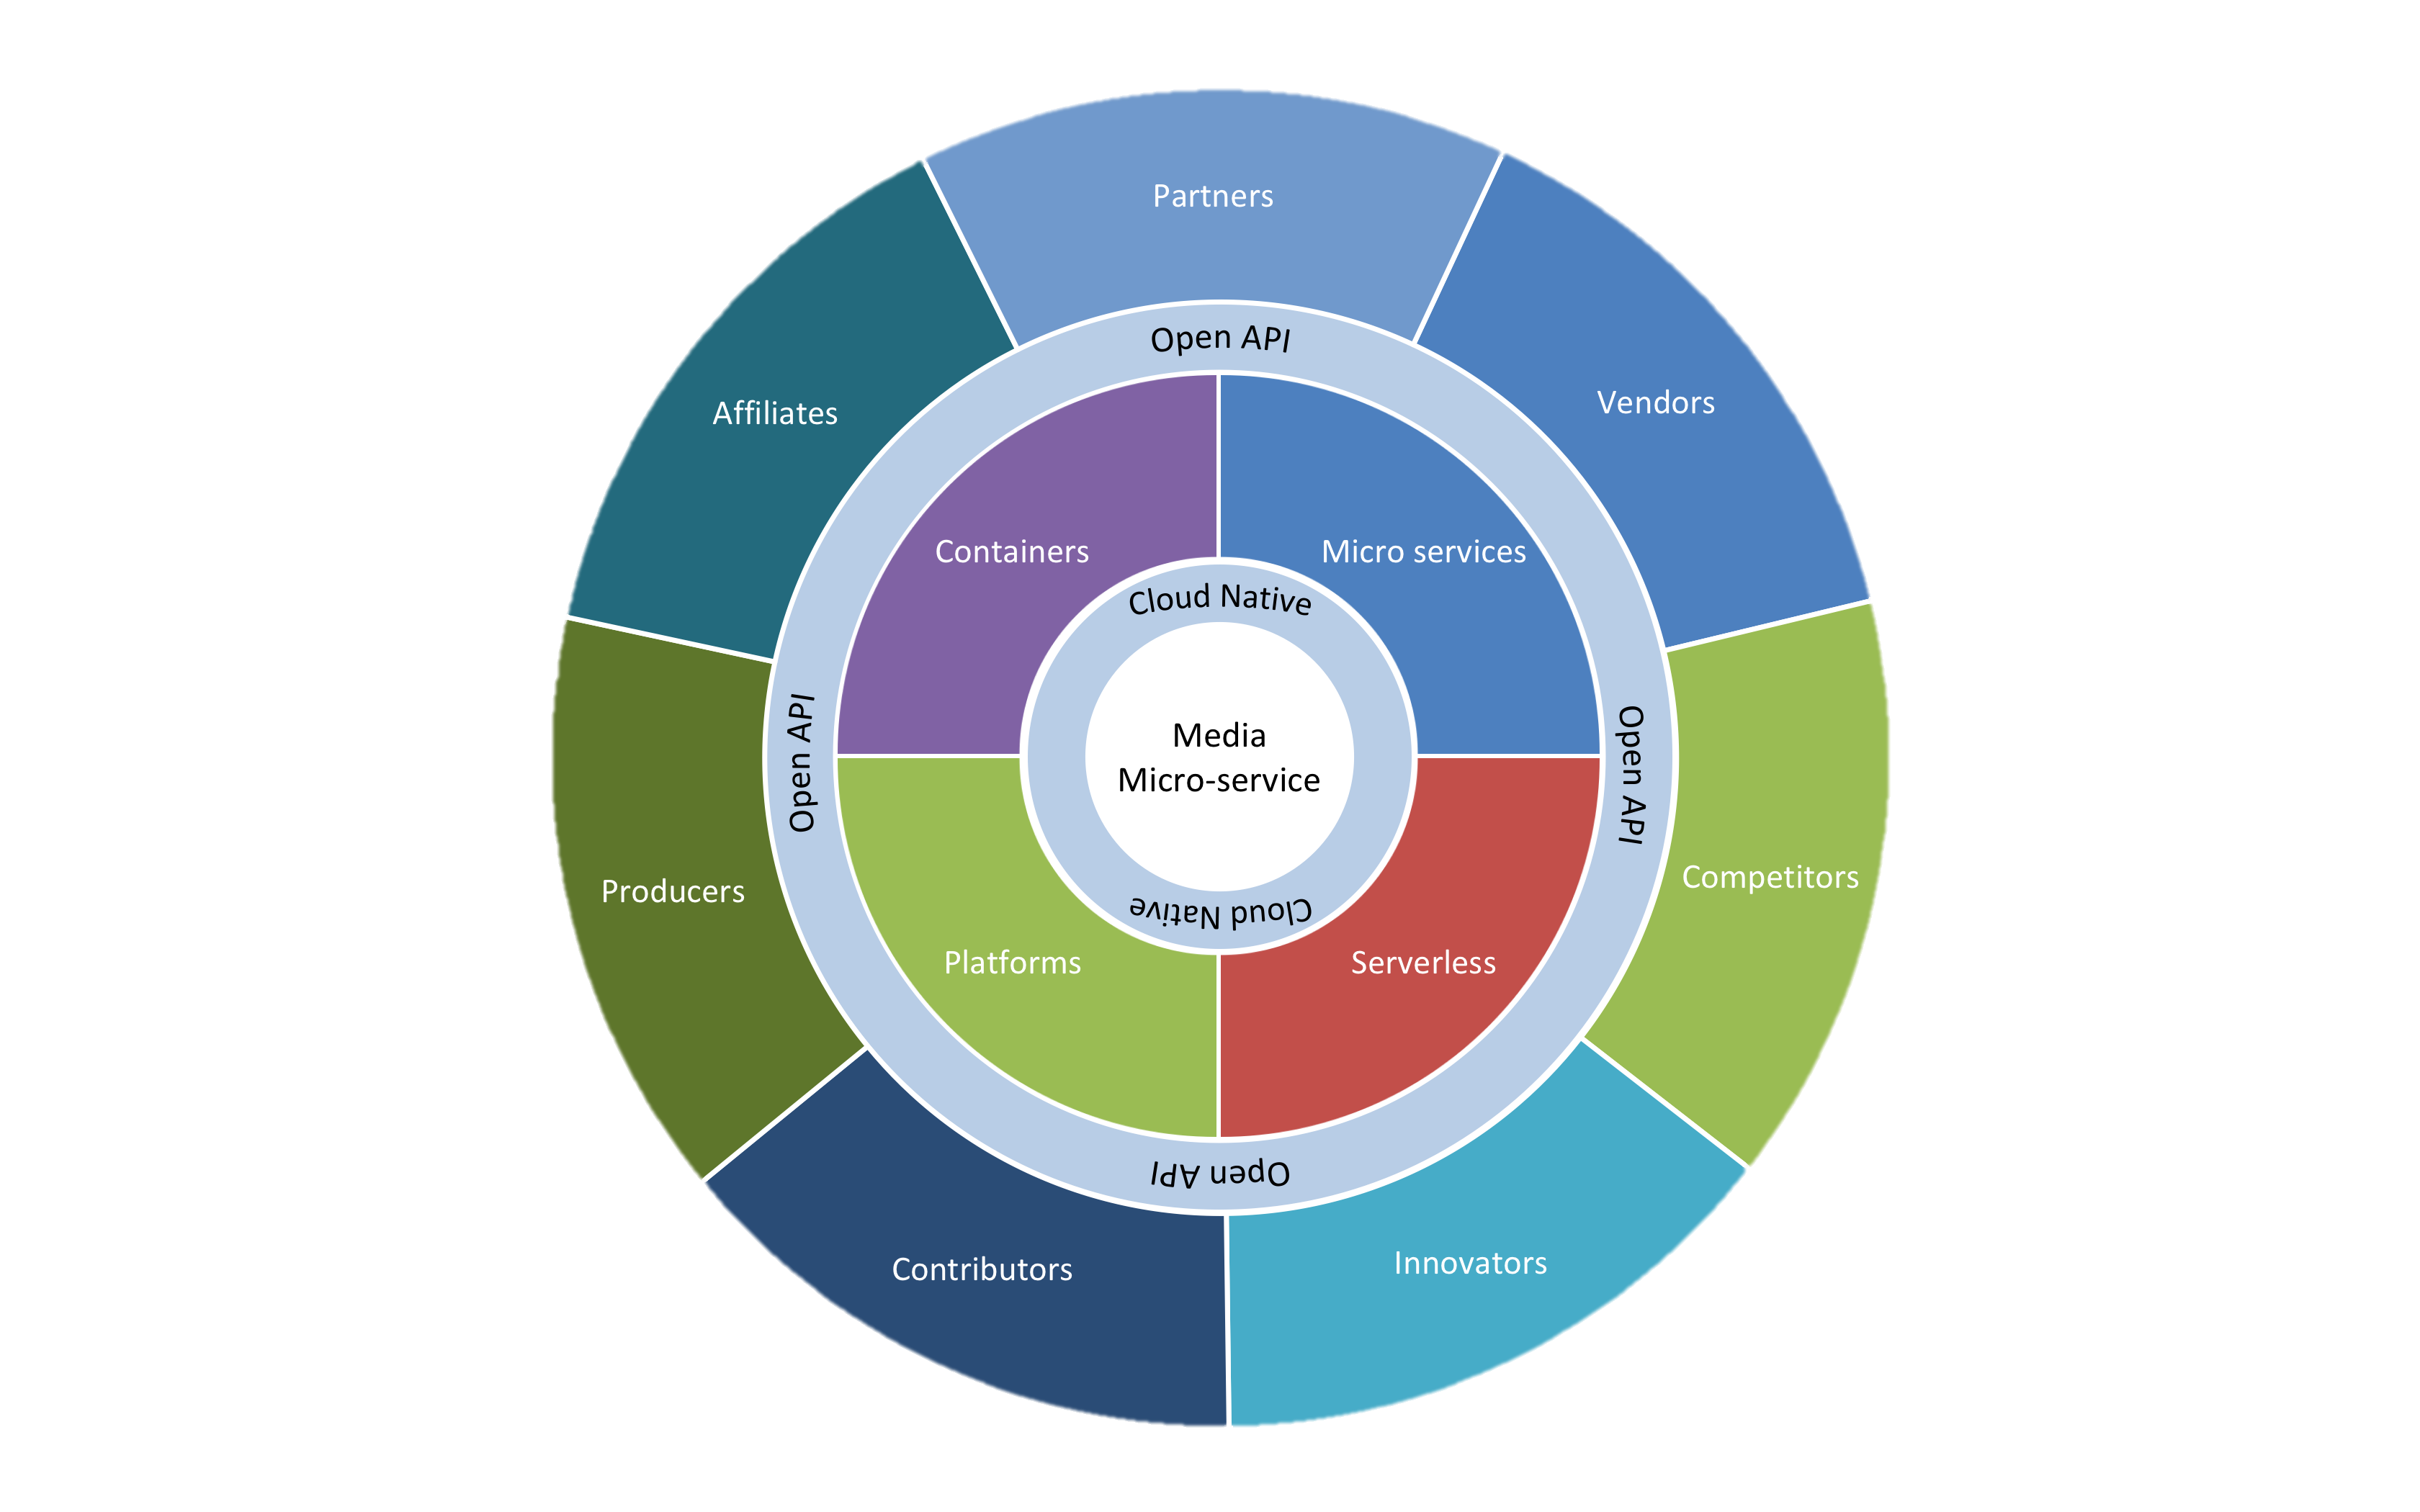 Partners
Open API
Affiliates
Vendors
Containers
Micro services
Cloud Native
Open API
Media
Micro-service
Open API
Producers
Competitors
Cloud Native
Platforms
Serverless
Open API
Contributors
Innovators